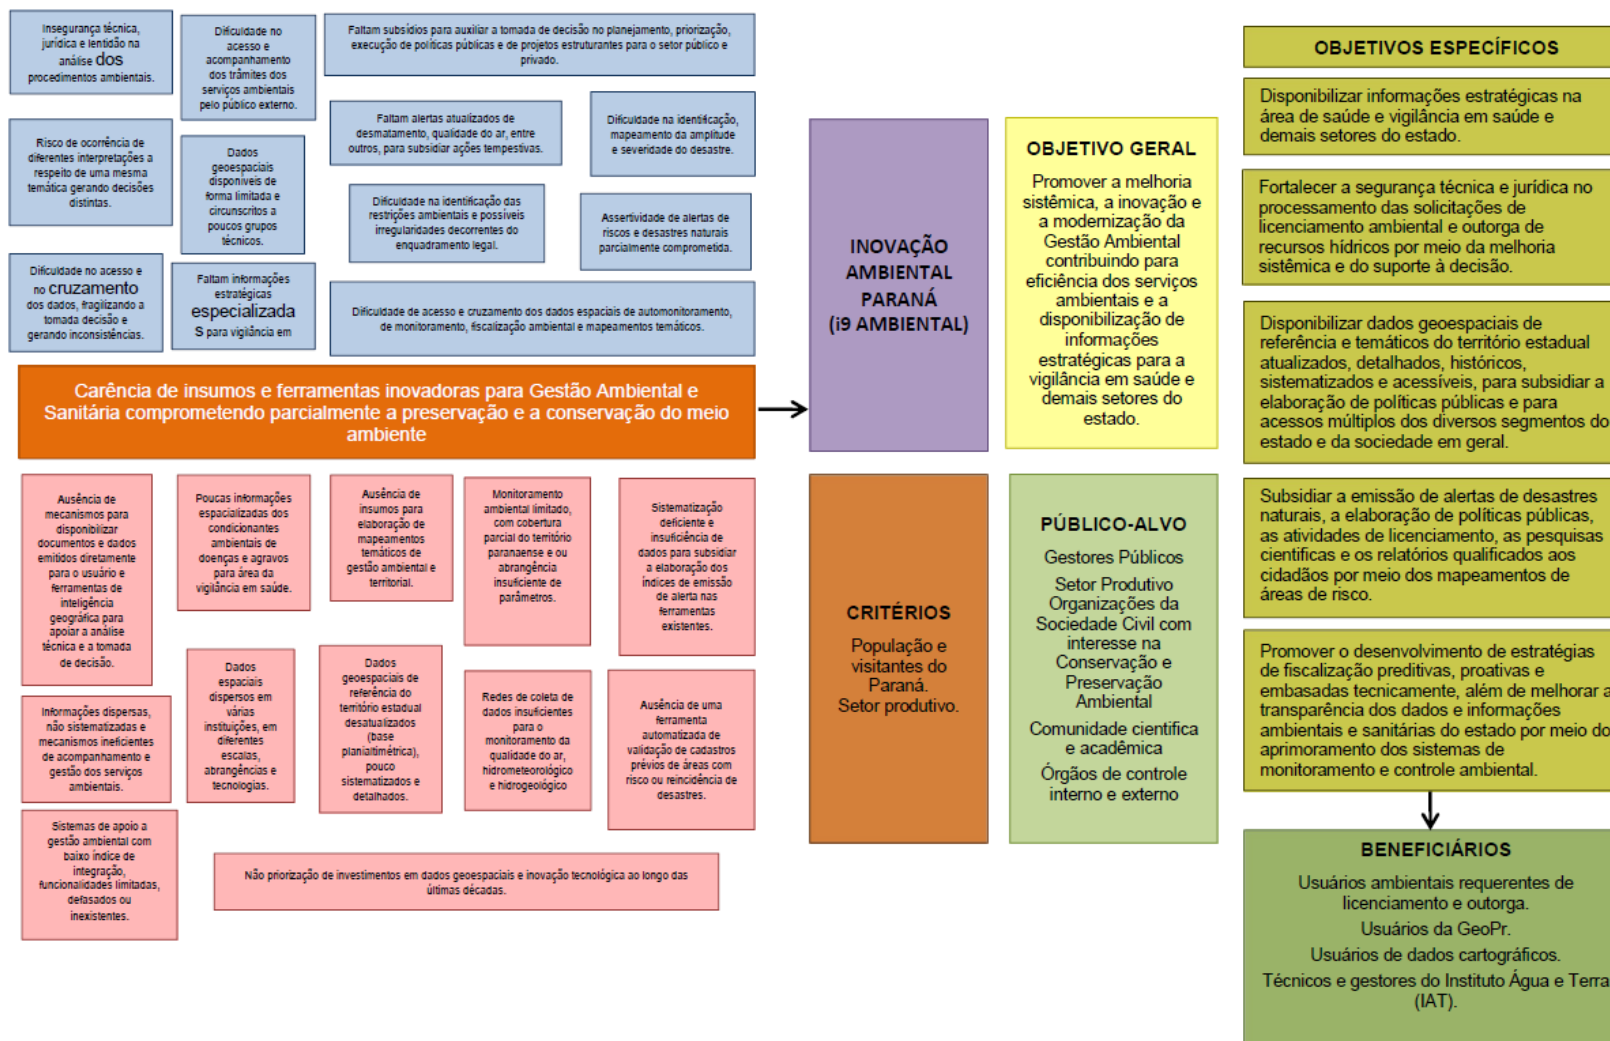 Insegurança técnica,
jurídica e lentidão na
análise dos
procedimentos ambientais.
Dificuldade no
acesso e
acompanhamento
dos trâmites dos
serviços ambientais
pelo público externo.
Faltam subsídios para auxiliar a tomada de decisão no planejamento, priorização,
execução de políticas públicas e de projetos estruturantes para o setor público e
privado.
Risco de ocorrência de
diferentes interpretações a
respeito de uma mesma
temática gerando decisões
distintas.
Dados
geoespaciais
disponíveis de
forma limitada e
circunscritos a
poucos grupos
técnicos.
Faltam alertas atualizados de
desmatamento, qualidade do ar, entre
outros, para subsidiar ações tempestivas.
Dificuldade na identificação,
mapeamento da amplitude
e severidade do desastre.
Dificuldade na identificação das
restrições ambientais e possíveis
irregularidades decorrentes do
enquadramento legal.
Assertividade de alertas de
riscos e desastres naturais
parcialmente comprometida.
Dificuldade no acesso e
no cruzamento
dos dados, fragilizando a
tomada decisão e
gerando inconsistências.
Faltam informações
estratégicas
especializada
s para vigilância em
Dificuldade de acesso e cruzamento dos dados espaciais de automonitoramento,
de monitoramento, fiscalização ambiental e mapeamentos temáticos.
Carência de insumos e ferramentas inovadoras para Gestão Ambiental e
Sanitária comprometendo parcialmente a preservação e a conservação do meio
ambiente
Ausência de
mecanismos para
disponibilizar
documentos e dados
emitidos diretamente
para o usuário e
ferramentas de
inteligência
geográfica para
apoiar a análise
técnica e a tomada
de decisão.
Poucas informações
espacializadas dos
condicionantes
ambientais de
doenças e agravos
para área da
vigilância em saúde.
Ausência de
insumos para
elaboração de
mapeamentos
temáticos de
gestão ambiental e
territorial.
Monitoramento
ambiental limitado,
com cobertura
parcial do território
paranaense e ou
abrangência
insuficiente de
parâmetros.
Sistematização
deficiente e
insuficiência de
dados para subsidiar
a elaboração dos
índices de emissão
de alerta nas
ferramentas
existentes.
Informações dispersas,
não sistematizadas e
mecanismos ineficientes
de acompanhamento e
gestão dos serviços
ambientais.
Dados
espaciais
dispersos em
várias
instituições, em
diferentes
escalas,
abrangências e
tecnologias.
Dados
geoespaciais de
referência do
território estadual
desatualizados
(base
planialtimétrica),
pouco
sistematizados e
detalhados.
Redes de coleta de
dados insuficientes
para o
monitoramento da
qualidade do ar,
hidrometeorológico
e hidrogeológico
Ausência de uma
ferramenta
automatizada de
validação de cadastros
prévios de áreas com
risco ou reincidência de
desastres.
Sistemas de apoio a
gestão ambiental com
baixo índice de
integração,
funcionalidades limitadas,
defasados ou
inexistentes.
Não priorização de investimentos em dados geoespaciais e inovação tecnológica ao longo das
últimas décadas.
INOVAÇÃO
AMBIENTAL
PARANÁ
(i9 AMBIENTAL)
OBJETIVO GERAL
Promover a melhoria
sistêmica, a inovação e
a modernização da
Gestão Ambiental
contribuindo para
eficiência dos serviços
ambientais e a
disponibilização de
informações
estratégicas para a
vigilância em saúde e
demais setores do
estado.
CRITÉRIOS
População e
visitantes do
Paraná.
Setor produtivo.
PÚBLICO-ALVO
Gestores Públicos
Setor Produtivo
Organizações da
Sociedade Civil com
interesse na
Conservação e
Preservação
Ambiental
Comunidade cientifica
e acadêmica
Órgãos de controle
interno e externo
OBJETIVOS ESPECÍFICOS
Disponibilizar informações estratégicas na
área de saúde e vigilância em saúde e
demais setores do estado.
Fortalecer a segurança técnica e jurídica no
processamento das solicitações de
licenciamento ambiental e outorga de
recursos hídricos por meio da melhoria
sistêmica e do suporte à decisão.
Disponibilizar dados geoespaciais de
referência e temáticos do território estadual
atualizados, detalhados, históricos,
sistematizados e acessíveis, para subsidiar a
elaboração de políticas públicas e para
acessos múltiplos dos diversos segmentos do
estado e da sociedade em geral.
Subsidiar a emissão de alertas de desastres
naturais, a elaboração de políticas públicas,
as atividades de licenciamento, as pesquisas
cientificas e os relatórios qualificados aos
cidadãos por meio dos mapeamentos de
áreas de risco.
Promover o desenvolvimento de estratégias
de fiscalização preditivas, proativas e
embasadas tecnicamente, além de melhorar a
transparência dos dados e informações
ambientais e sanitárias do estado por meio do
aprimoramento dos sistemas de
monitoramento e controle ambiental.
BENEFICIÁRIOS
Usuários ambientais requerentes de
licenciamento e outorga.
Usuários da GeoPr.
Usuários de dados cartográficos.
Técnicos e gestores do Instituto Água e Terra
(IAT).